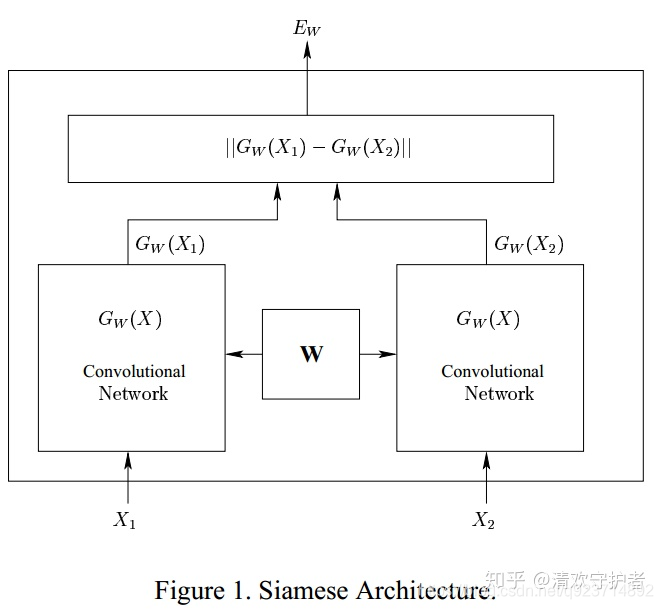 E_W
||G_W(X_1) − G_W(X_2)||
G_W(X_1)
G_W(X_2)
G_W(X)
Convolutional
Network
W
G_W(X)
Convolutional
Network
X_1
X_2
Figure 1. Siamese Architecture.
知乎 @清欢守护者